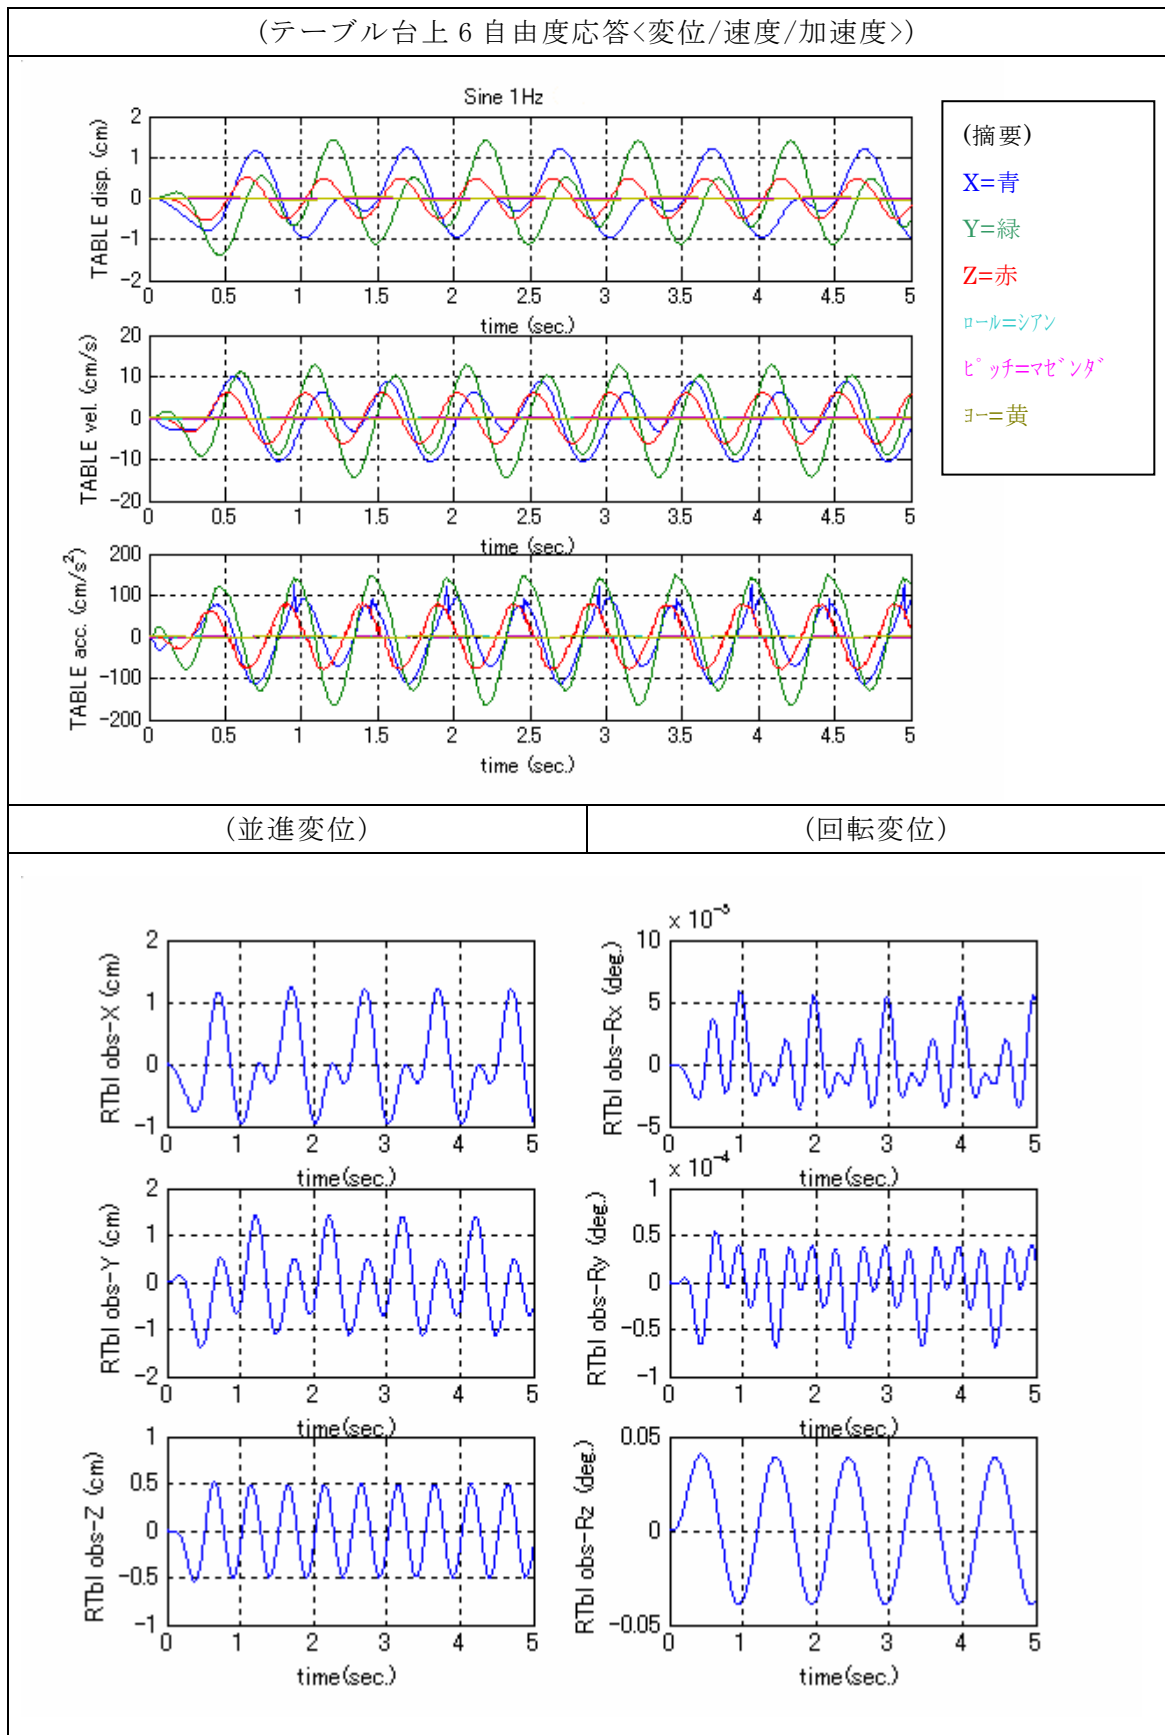 (テーブル台上6自由度応答<変位/速度/加速度>)
Sine 1Hz
TABLE disp. (cm)
2
1
0
-1
-2
0 0.5 1 1.5 2 2.5 3 3.5 4 4.5 5
time (sec.)
TABLE vel. (cm/s)
20
10
0
-10
-20
0 0.5 1 1.5 2 2.5 3 3.5 4 4.5 5
time (sec.)
TABLE acc. (cm/s²)
200
100
0
-100
-200
0 0.5 1 1.5 2 2.5 3 3.5 4 4.5 5
time (sec.)
(摘要)
X=青
Y=緑
Z=赤
ﾛｰﾙ=ｼｱﾝ
ﾋﾟｯﾁ=ﾏｾﾞﾝﾀﾞ
ﾖｰ=黄
(並進変位)
(回転変位)
RTbl obs-X (cm)
2
1
0
-1
0 1 2 3 4 5
time(sec.)
x 10⁻⁵
RTbl obs-Rx (deg.)
10
5
0
-5
0 1 2 3 4 5
time(sec.)
RTbl obs-Y (cm)
2
1
0
-1
-2
0 1 2 3 4 5
time(sec.)
x 10⁻⁴
RTbl obs-Ry (deg.)
1
0.5
0
-0.5
-1
0 1 2 3 4 5
time(sec.)
RTbl obs-Z (cm)
1
0.5
0
-0.5
-1
0 1 2 3 4 5
time(sec.)
RTbl obs-Rz (deg.)
0.05
0
-0.05
0 1 2 3 4 5
time(sec.)